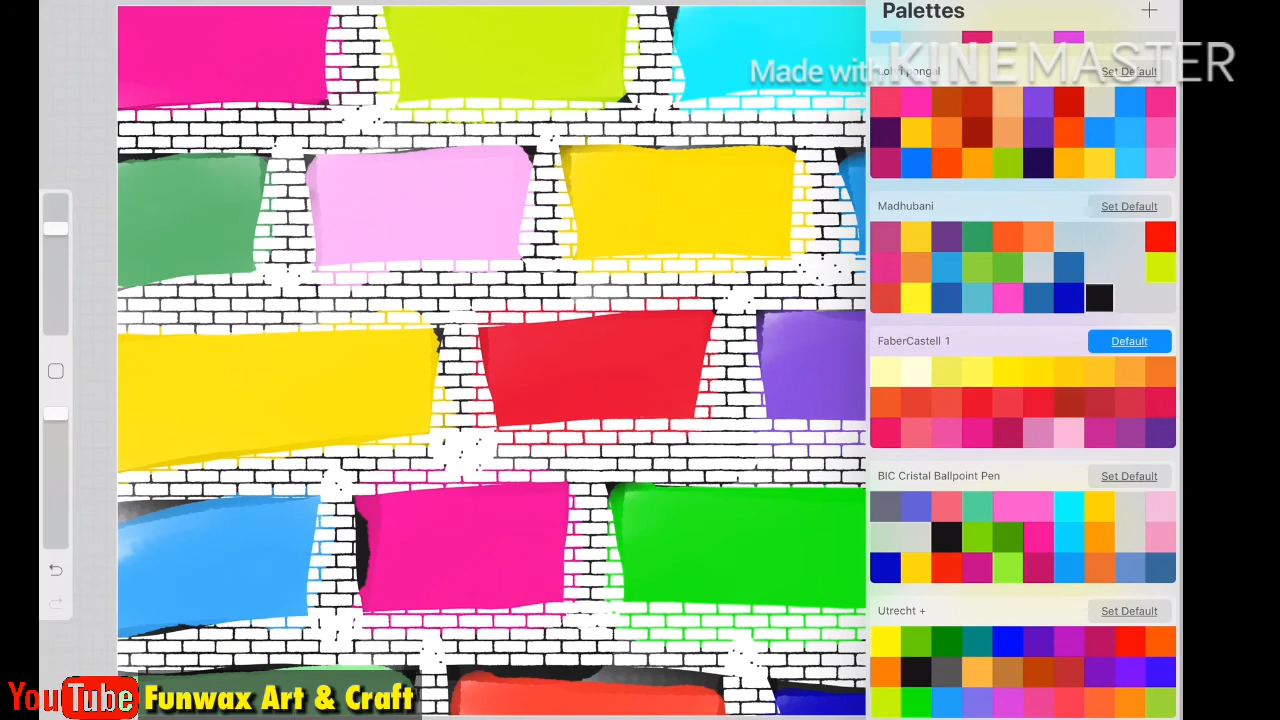 Palettes
Made with KINEMASTER
Set Default
Madhubani
Set Default
FaberCastell 1
Default
BIC Cristal Ballpoint Pen
Set Default
Utrecht +
Set Default
YouTube Funwax Art & Craft